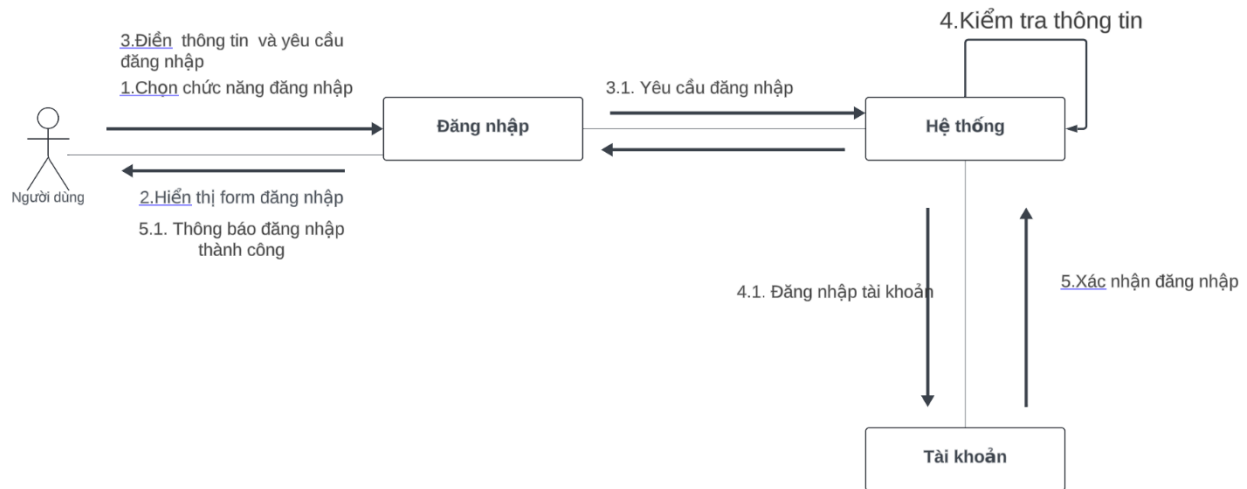 4.Kiểm tra thông tin
3.Điền thông tin và yêu cầu
đăng nhập
1.Chọn chức năng đăng nhập
3.1. Yêu cầu đăng nhập
Đăng nhập
Hệ thống
Người dùng
2.Hiển thị form đăng nhập
5.1. Thông báo đăng nhập
thành công
4.1. Đăng nhập tài khoản
5.Xác nhận đăng nhập
Tài khoản